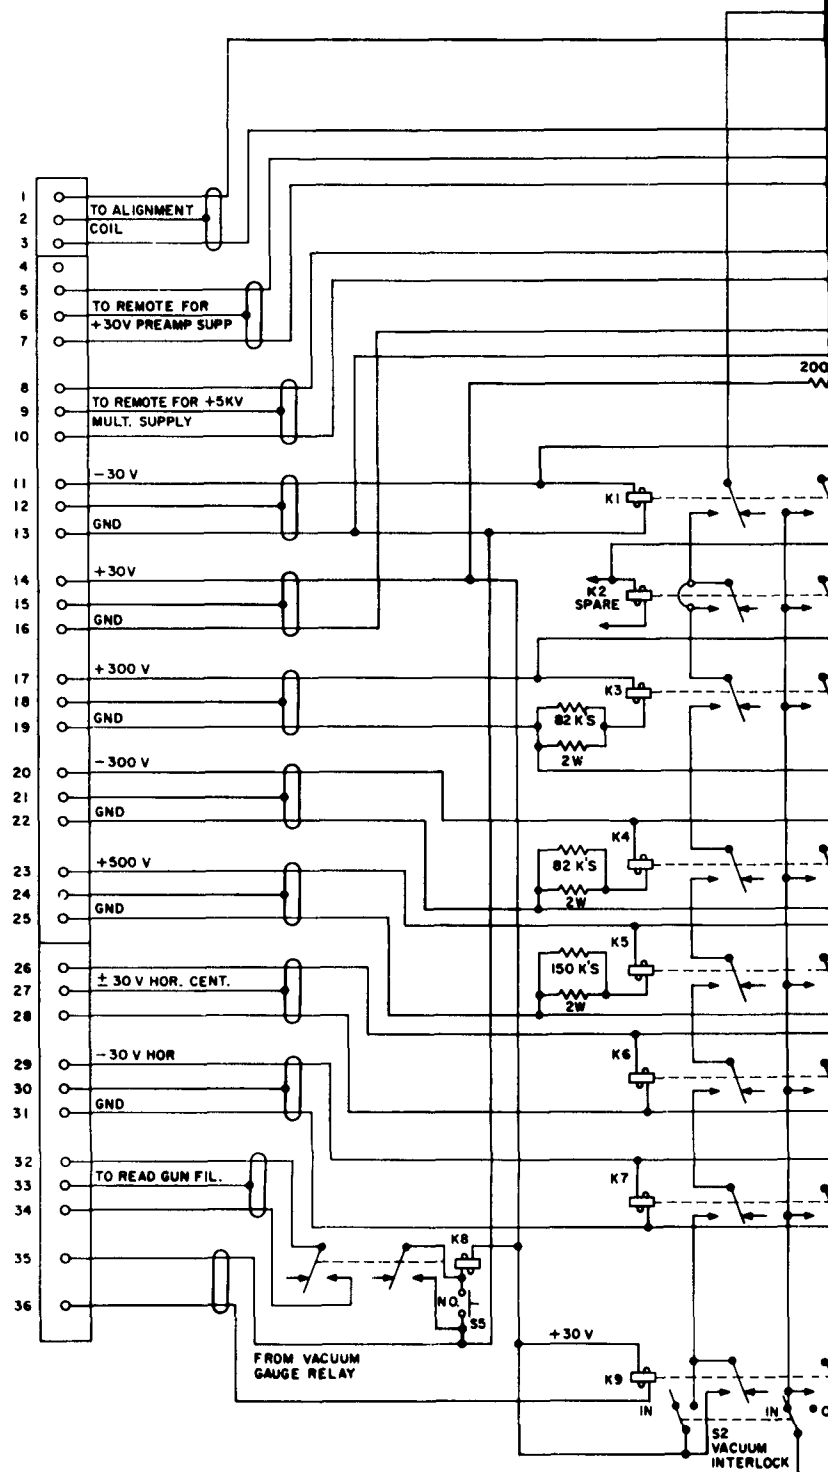 1
2 TO ALIGNMENT
COIL
3
4
5
TO REMOTE FOR
6
+30V PREAMP SUPP
7
200
8
9 TO REMOTE FOR +5KV
MULT. SUPPLY
10
11 -30 V
K1
12
13 GND
14 +30V
K2
SPARE
15
16 GND
17 +300 V
K3
18
19 GND
82 K'S
2W
20 -300 V
21
22 GND
K4
82 K'S
2W
23 +500 V
24
25 GND
K5
150 K'S
2W
26
27 ± 30 V HOR. CENT.
28
29 -30 V HOR
K6
30
31 GND
32
33 TO READ GUN FIL.
K7
34
35
K8
36
NO.
S5
+30 V
FROM VACUUM
GAUGE RELAY
K9
IN
IN
S2
VACUUM
INTERLOCK